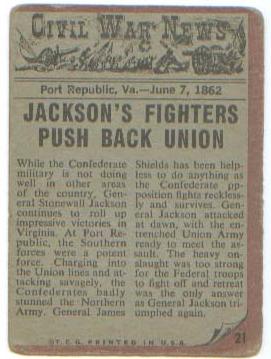 CIVIL WAR NEWS
Port Republic, Va.—June 7, 1862
JACKSON'S FIGHTERS
PUSH BACK UNION
While the Confederate
military is not doing
well in other areas
of the country, Gen-
eral Stonewall Jackson
continues to roll up
impressive victories in
Virginia. At Port Re-
public, the Southern
forces were a potent
force. Charging into
the Union lines and at-
tacking savagely, the
Confederates badly
stunned the Northern
Army. General James
Shields has been help-
less to do anything as
the Confederate op-
position fights reckless-
ly and survives. Gen-
eral Jackson attacked
at dawn, with the en-
trenched Union Army
ready to meet the as-
sault. The heavy on-
slaught was too strong
for the Federal troops
to fight off and retreat
was the only answer
as General Jackson tri-
umphed again.
21
©T.C.G. PRINTED IN U.S.A.